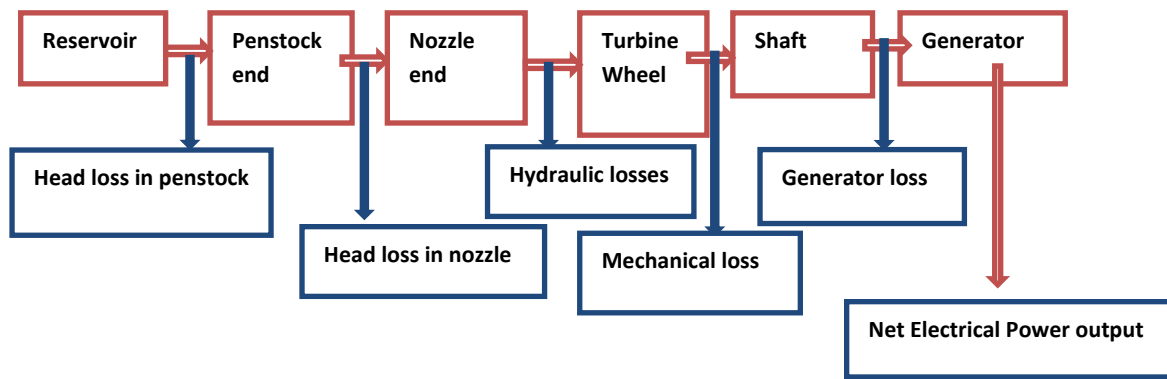 Reservoir
Penstock
end
Nozzle
end
Turbine
Wheel
Shaft
Generator
Head loss in penstock
Hydraulic losses
Generator loss
Head loss in nozzle
Mechanical loss
Net Electrical Power output